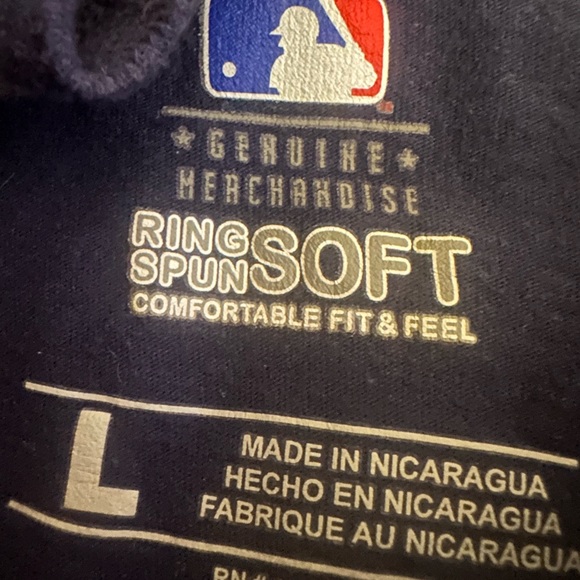 ★ GENUINE ★
MERCHANDISE
RING SPUN SOFT
COMFORTABLE FIT & FEEL
L
MADE IN NICARAGUA
HECHO EN NICARAGUA
FABRIQUE AU NICARAGUA